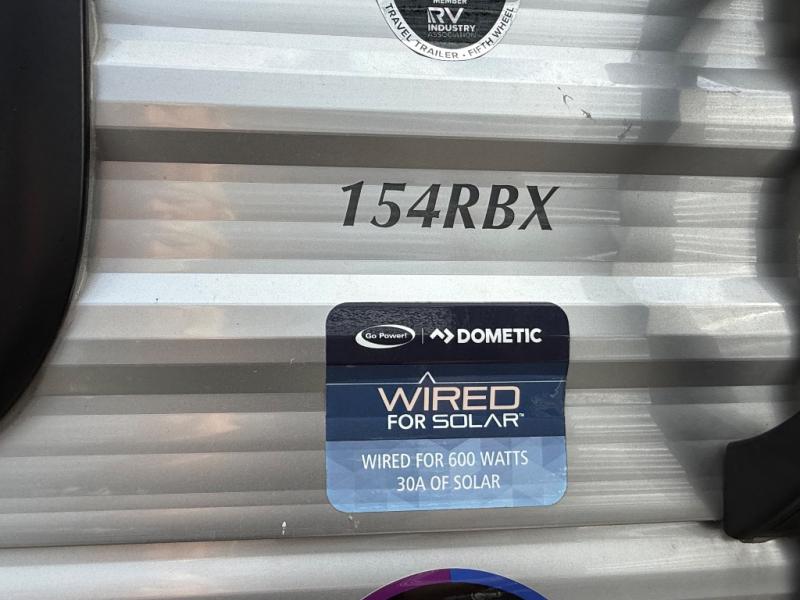 MEMBER
RV
INDUSTRY
ASSOCIATION
TRAVEL TRAILER • FIFTH WHEEL
154RBX
Go Power! | DOMETIC
WIRED
FOR SOLAR™
WIRED FOR 600 WATTS
30A OF SOLAR